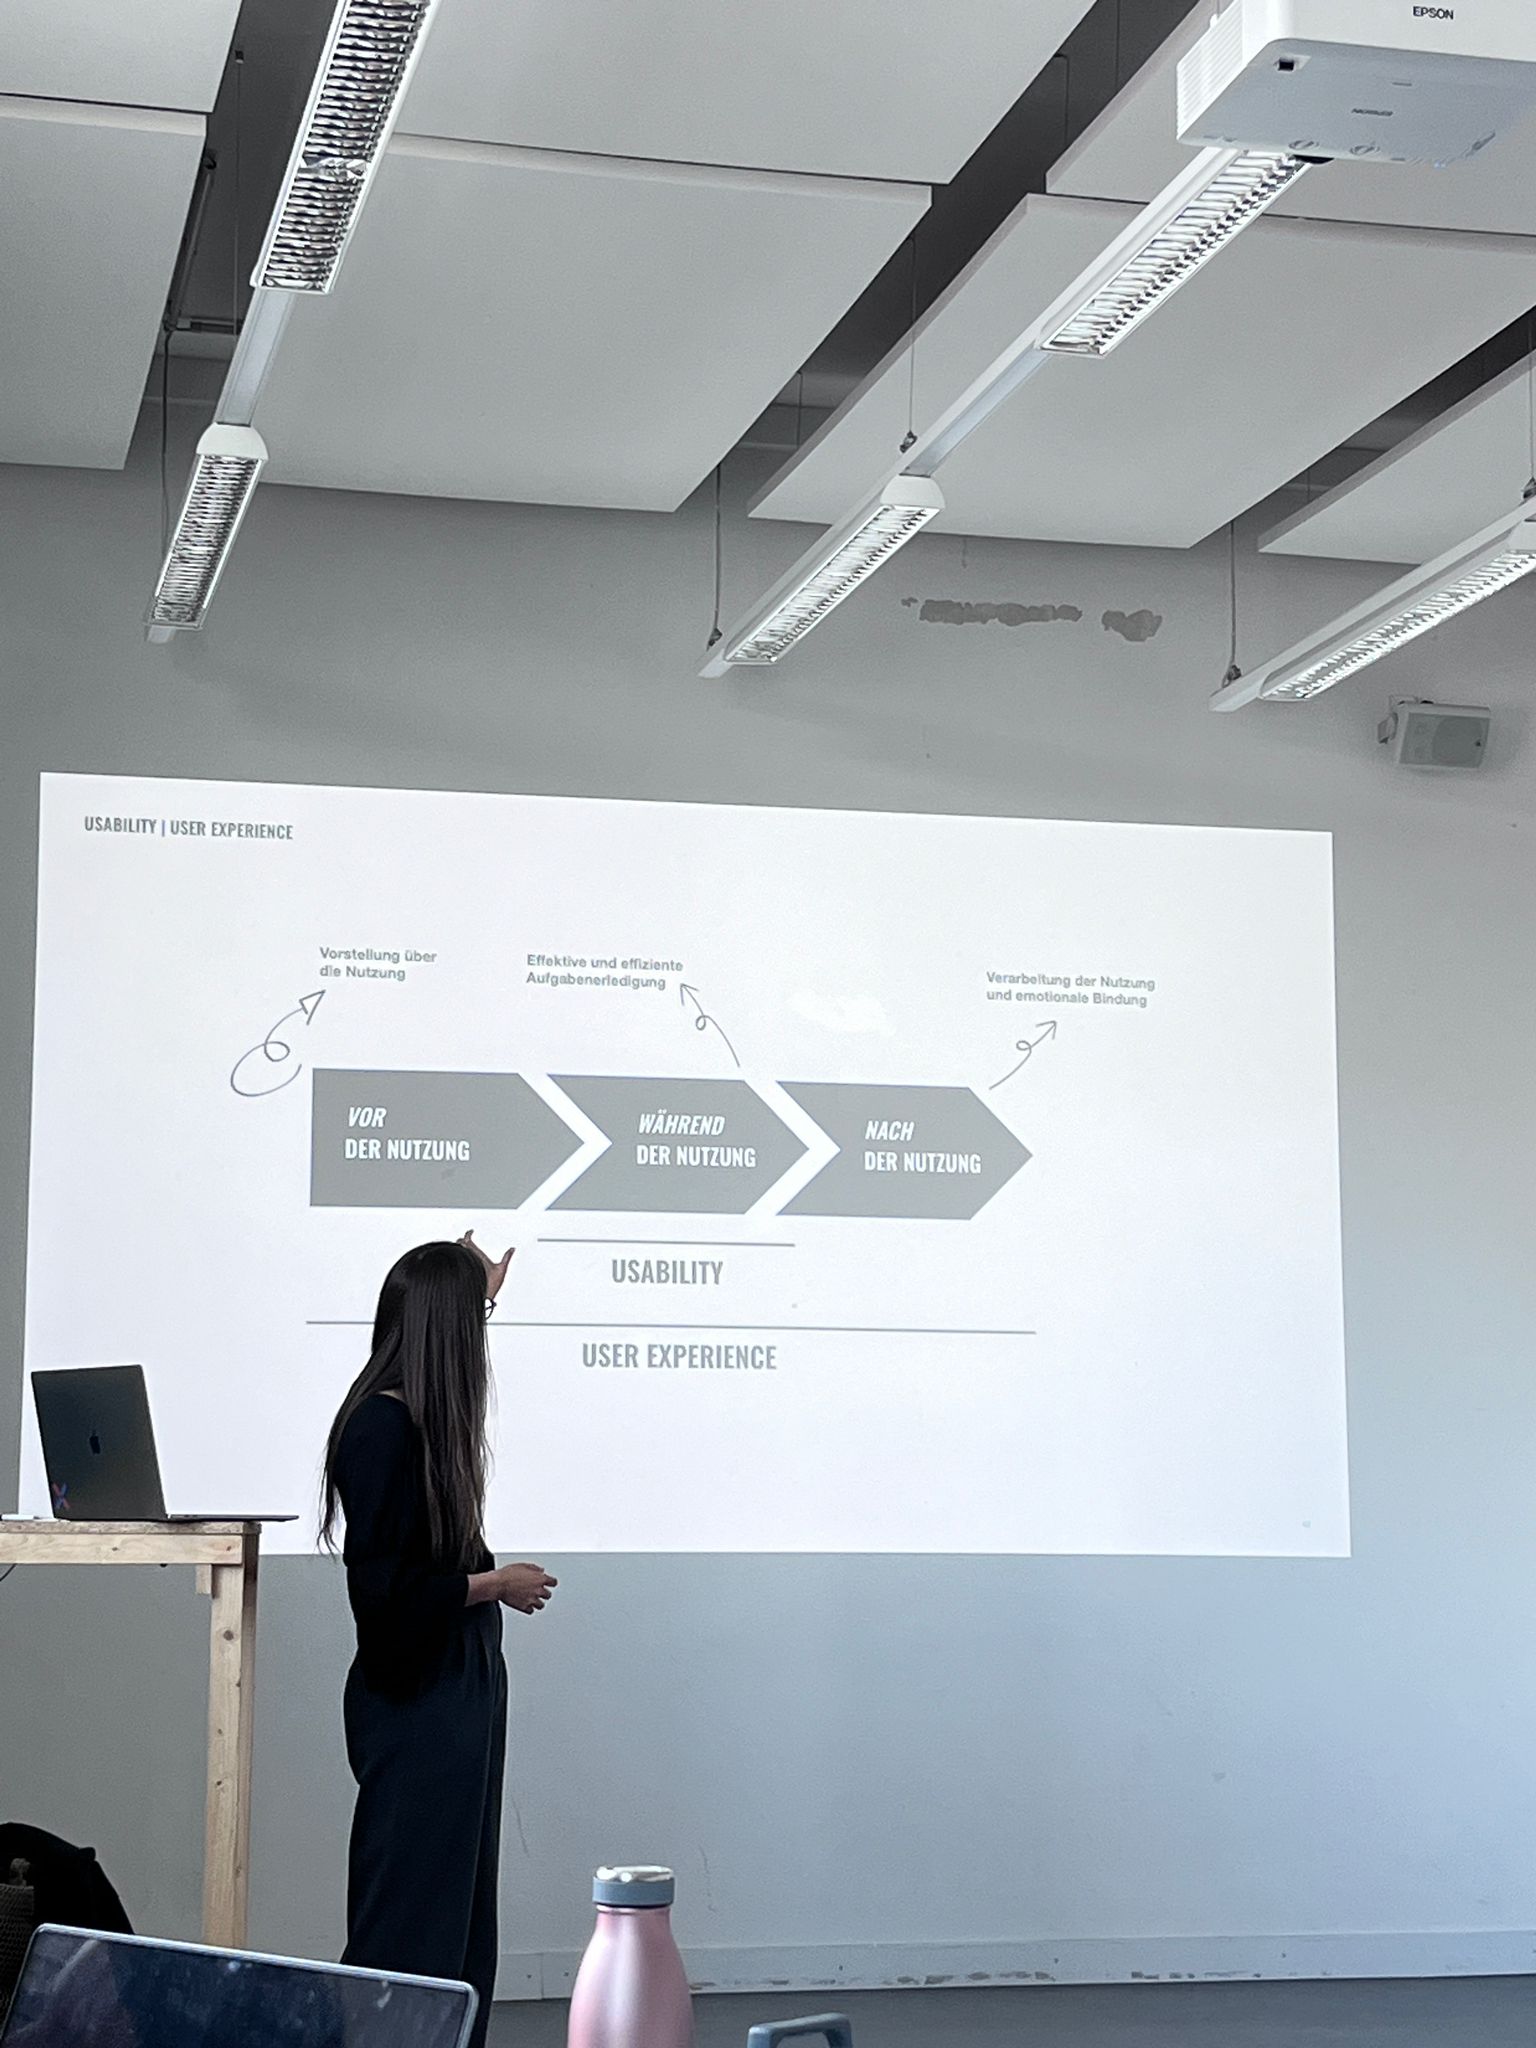 EPSON
USABILITY | USER EXPERIENCE
Vorstellung über
die Nutzung
Effektive und effiziente
Aufgabenerledigung
Verarbeitung der Nutzung
und emotionale Bindung
VOR
DER NUTZUNG
WÄHREND
DER NUTZUNG
NACH
DER NUTZUNG
USABILITY
USER EXPERIENCE